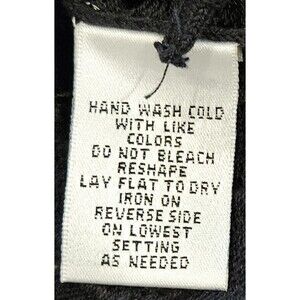 HAND WASH COLD
WITH LIKE
COLORS
DO NOT BLEACH
RESHAPE
LAY FLAT TO DRY
IRON ON
REVERSE SIDE
ON LOWEST
SETTING
AS NEEDED